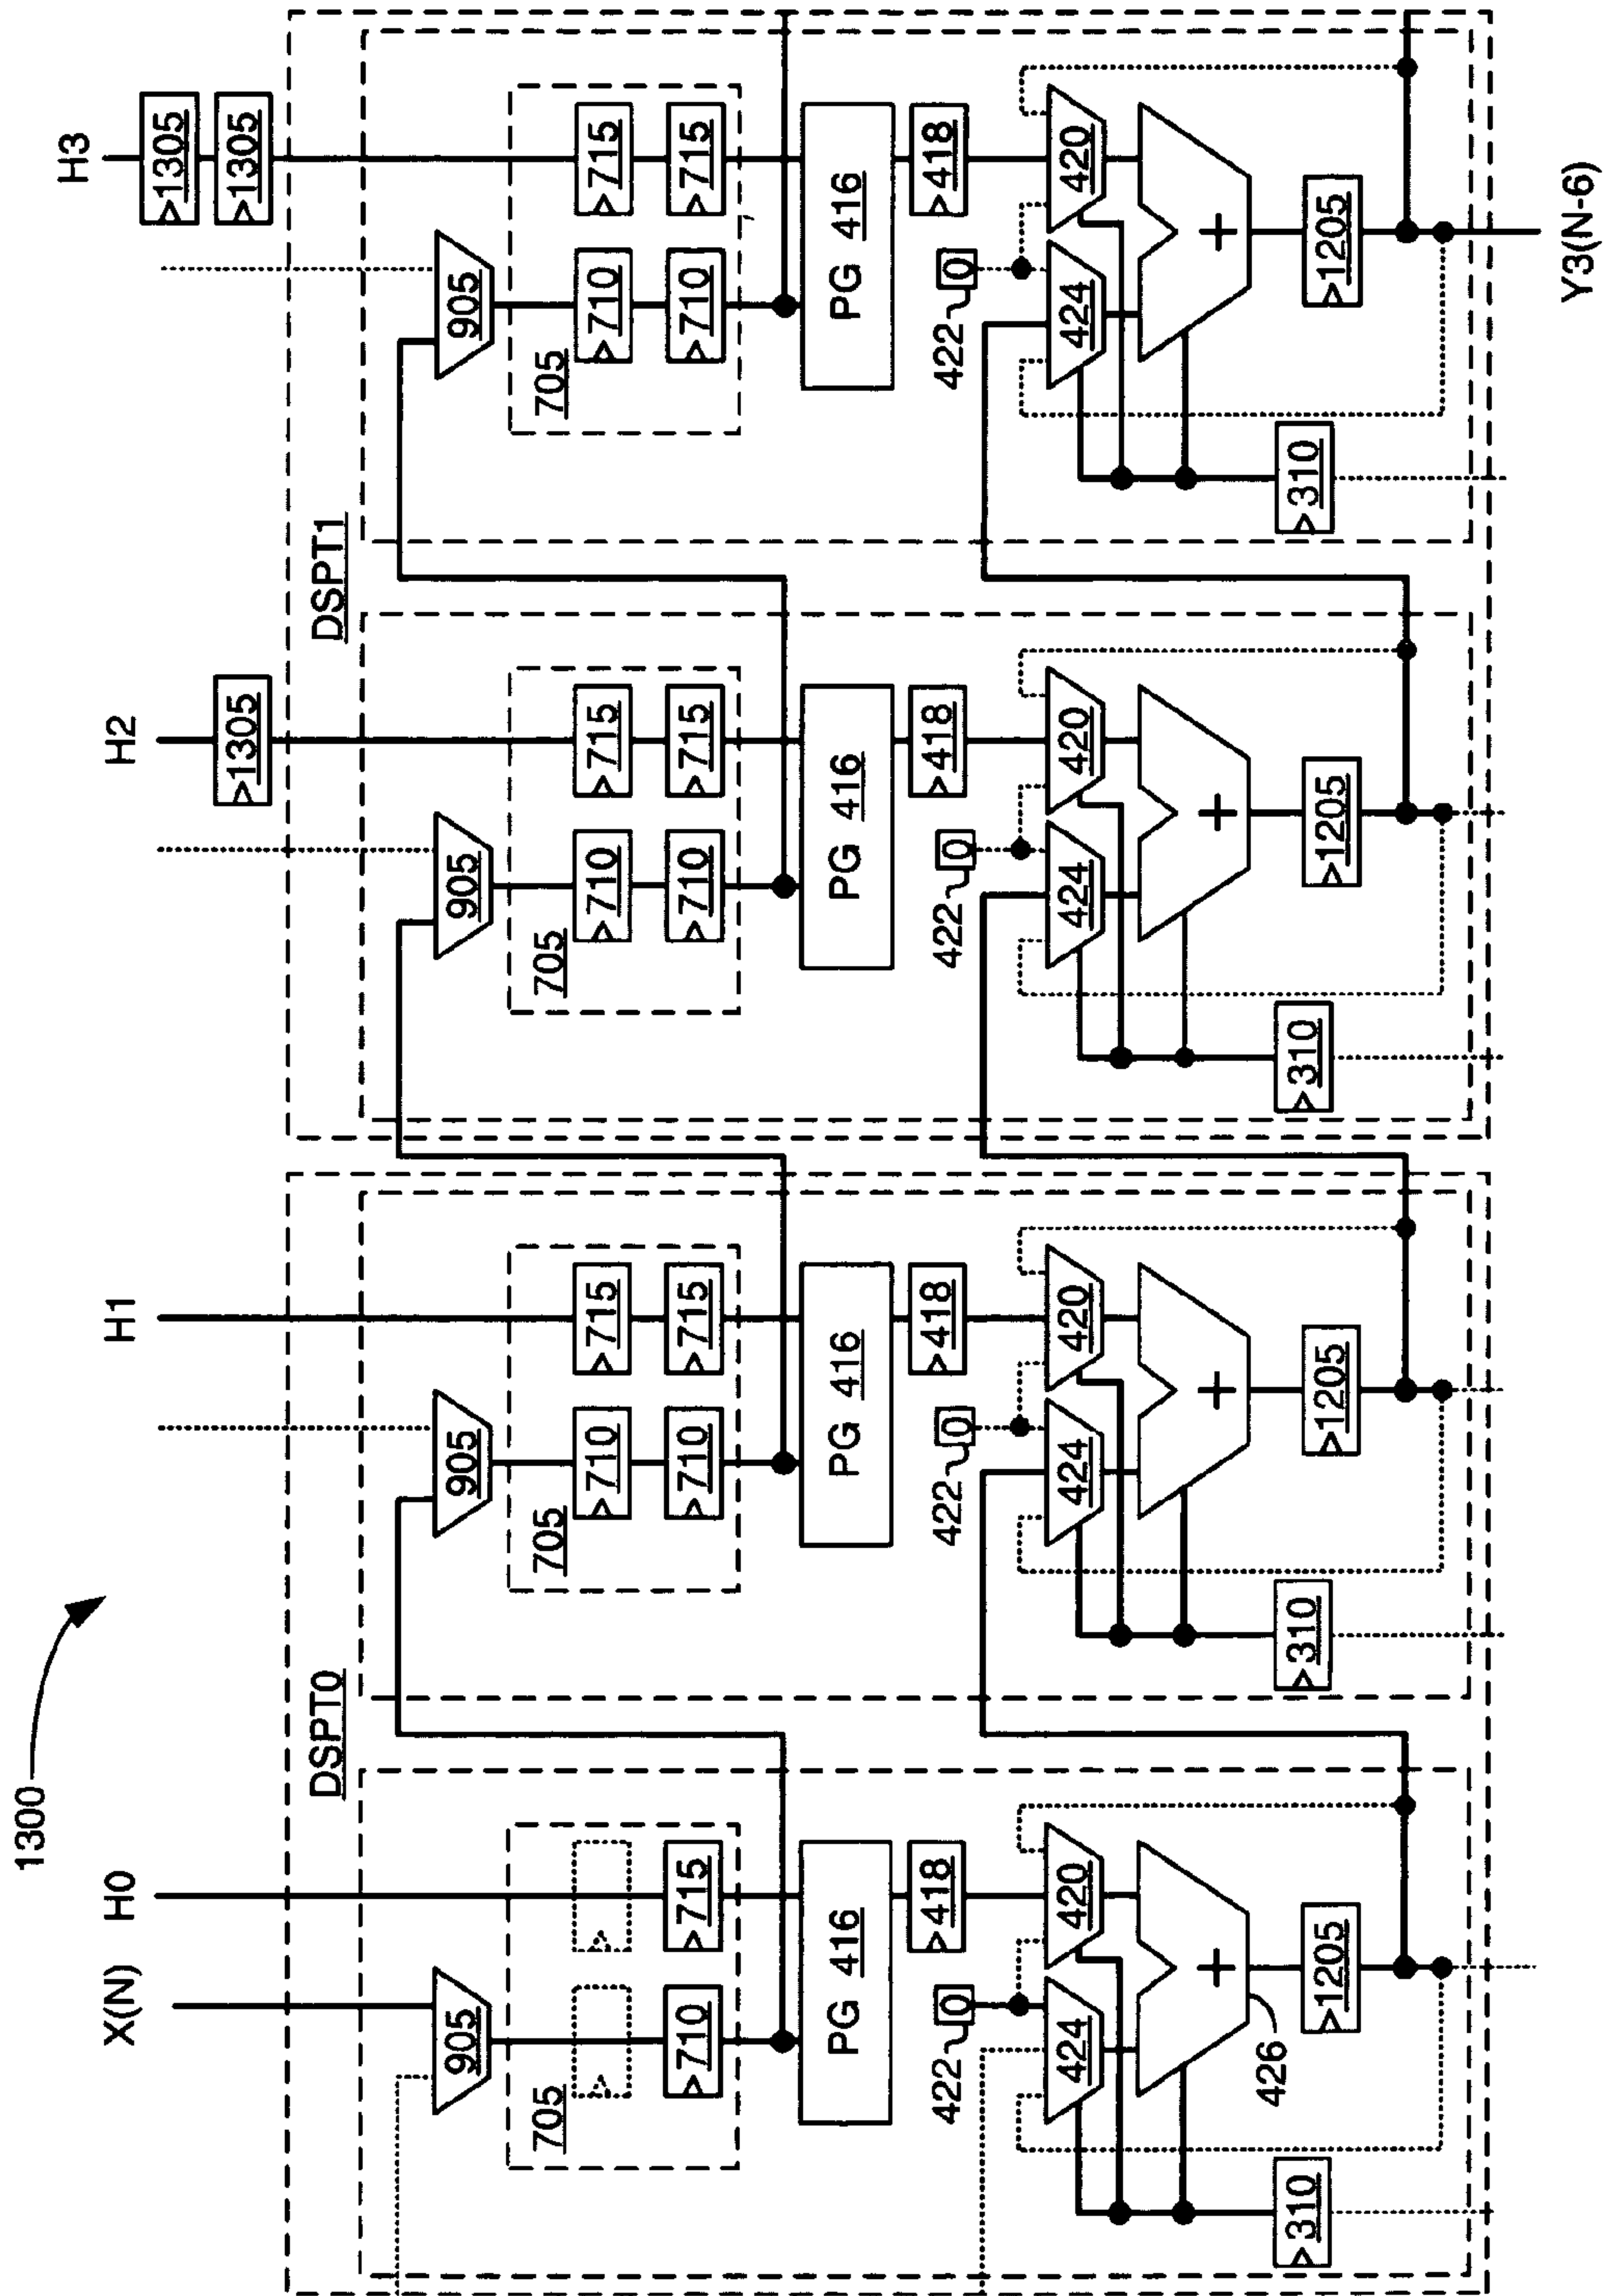 1300
X(N) H0 H1 H2 H3
1305
1305 1305
DSPT0 DSPT1
905 905 905 905
705 705 705 705
710 715 710 715 710 715
710 715 710 715 710 715 710 715
PG 416 PG 416 PG 416 PG 416
422 0 418 422 0 418 422 0 418 422 0 418
424 420 424 420 424 420 424 420
+ + + +
426
310 1205 310 1205 310 1205 310 1205
Y3(N-6)